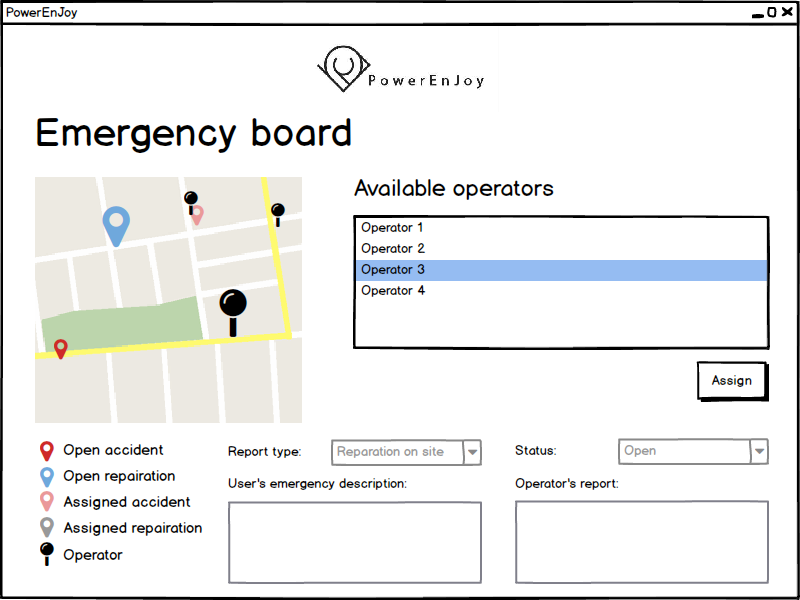 PowerEnJoy
PowerEnJoy
Emergency board
Available operators
Operator 1
Operator 2
Operator 3
Operator 4
Assign
Open accident
Open repairation
Assigned accident
Assigned repairation
Operator
Report type:
Reparation on site
Status:
Open
User's emergency description:
Operator's report: